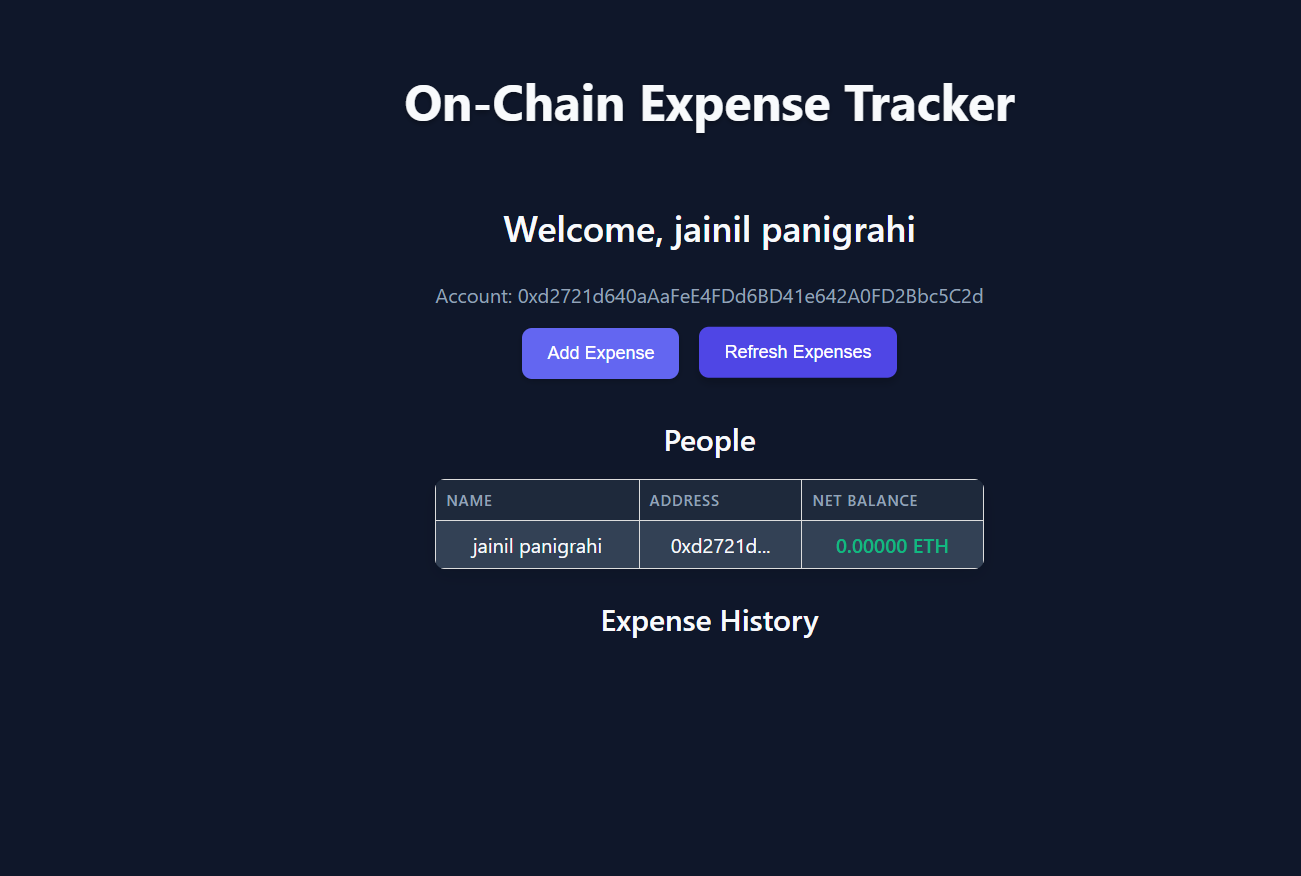 On-Chain Expense Tracker
Welcome, jainil panigrahi
Account: 0xd2721d640aAaFeE4FDd6BD41e642A0FD2Bbc5C2d
Add Expense Refresh Expenses
People
NAME ADDRESS NET BALANCE
jainil panigrahi 0xd2721d... 0.00000 ETH
Expense History